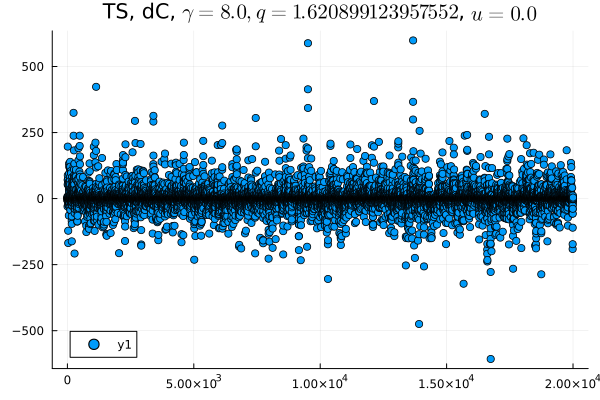 TS, dC, γ = 8.0, q = 1.620899123957552, u = 0.0
500
250
0
−250
−500
y1
0 5.00×10³ 1.00×10⁴ 1.50×10⁴ 2.00×10⁴